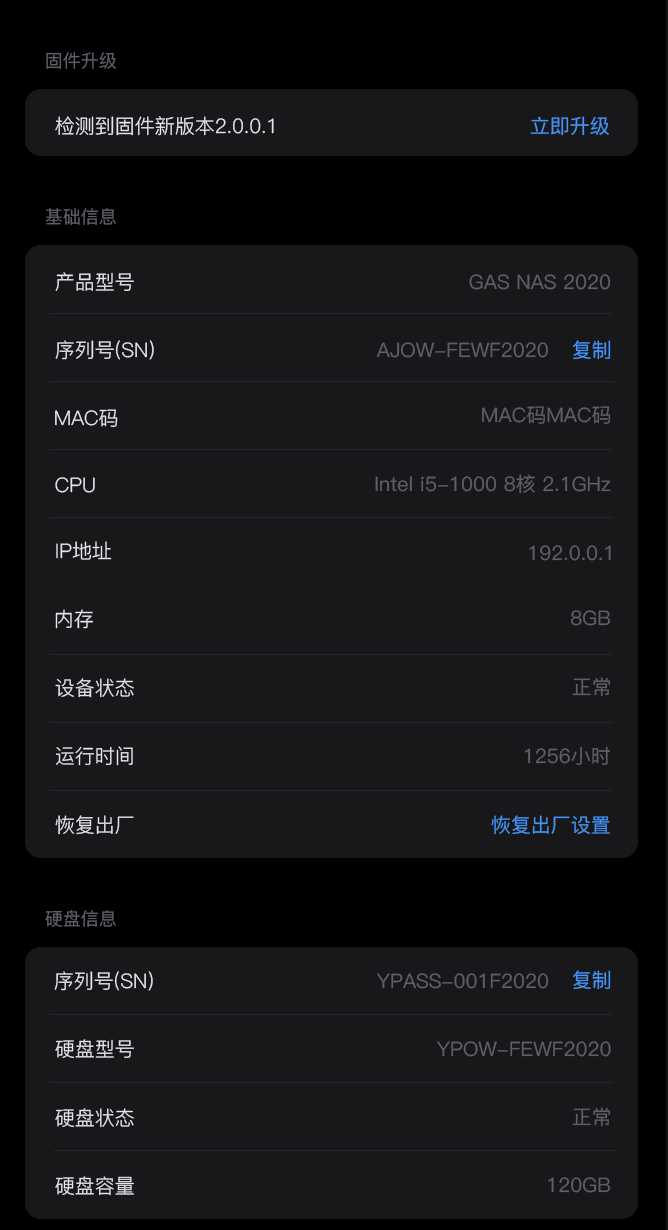 固件升级
检测到固件新版本2.0.0.1 立即升级
基础信息
产品型号 GAS NAS 2020
序列号(SN) AJOW-FEWF2020 复制
MAC码 MAC码MAC码
CPU Intel i5-1000 8核 2.1GHz
IP地址 192.0.0.1
内存 8GB
设备状态 正常
运行时间 1256小时
恢复出厂 恢复出厂设置
硬盘信息
序列号(SN) YPASS-001F2020 复制
硬盘型号 YPOW-FEWF2020
硬盘状态 正常
硬盘容量 120GB